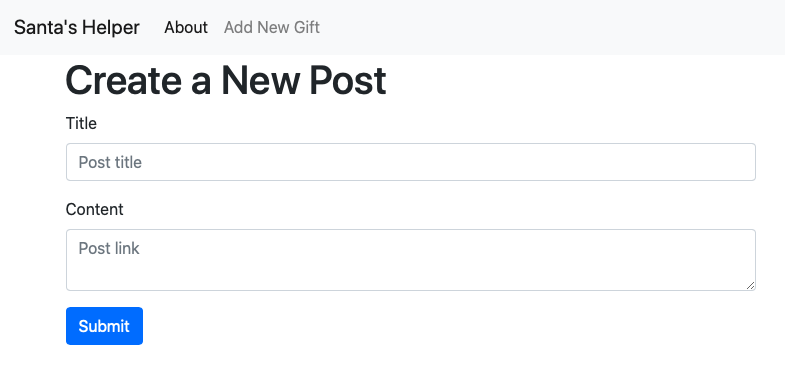 Santa's Helper About Add New Gift
Create a New Post
Title
Post title
Content
Post link
Submit